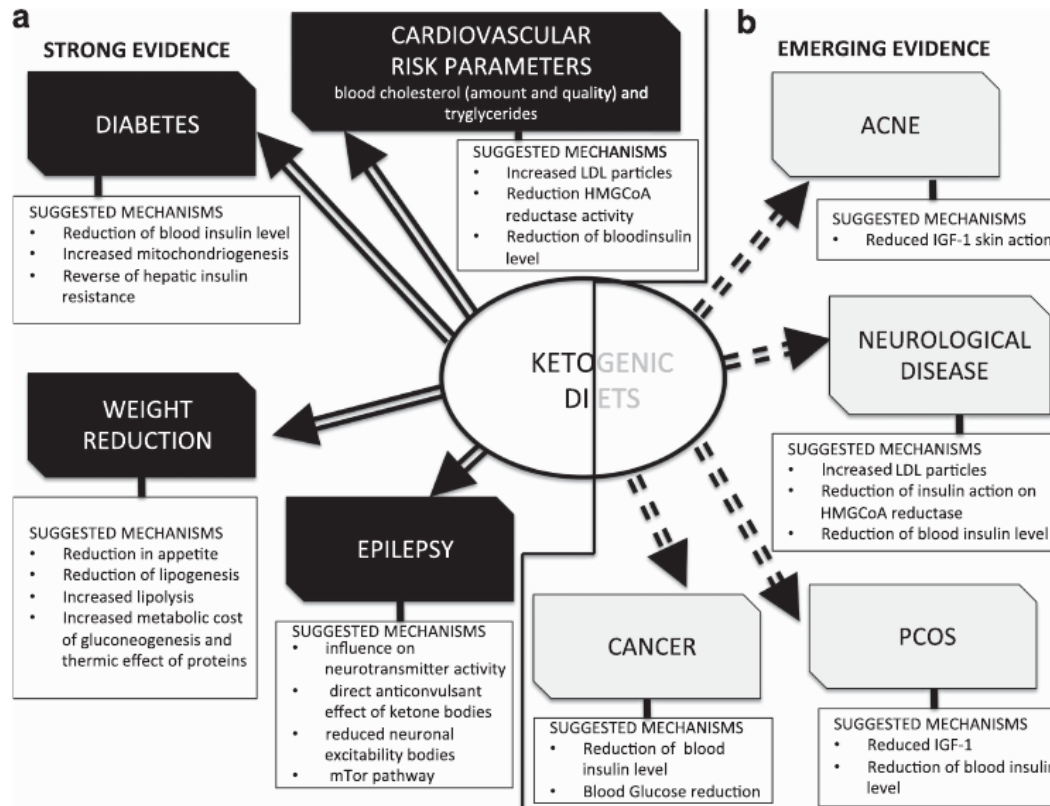 a
STRONG EVIDENCE
DIABETES
SUGGESTED MECHANISMS
• Reduction of blood insulin level
• Increased mitochondriogenesis
• Reverse of hepatic insulin
resistance
CARDIOVASCULAR
RISK PARAMETERS
blood cholesterol (amount and quality) and
tryglycerides
SUGGESTED MECHANISMS
• Increased LDL particles
• Reduction HMGCoA
reductase activity
• Reduction of bloodinsulin
level
WEIGHT
REDUCTION
SUGGESTED MECHANISMS
• Reduction in appetite
• Reduction of lipogenesis
• Increased lipolysis
• Increased metabolic cost
of gluconeogenesis and
thermic effect of proteins
EPILEPSY
SUGGESTED MECHANISMS
• influence on
neurotransmitter activity
• direct anticonvulsant
effect of ketone bodies
• reduced neuronal
excitability bodies
• mTor pathway
KETOGENIC
DIETS
b
EMERGING EVIDENCE
ACNE
SUGGESTED MECHANISMS
• Reduced IGF-1 skin action
NEUROLOGICAL
DISEASE
SUGGESTED MECHANISMS
• Increased LDL particles
• Reduction of insulin action on
HMGCoA reductase
• Reduction of blood insulin level
CANCER
SUGGESTED MECHANISMS
• Reduction of blood
insulin level
• Blood Glucose reduction
PCOS
SUGGESTED MECHANISMS
• Reduced IGF-1
• Reduction of blood insulin
level